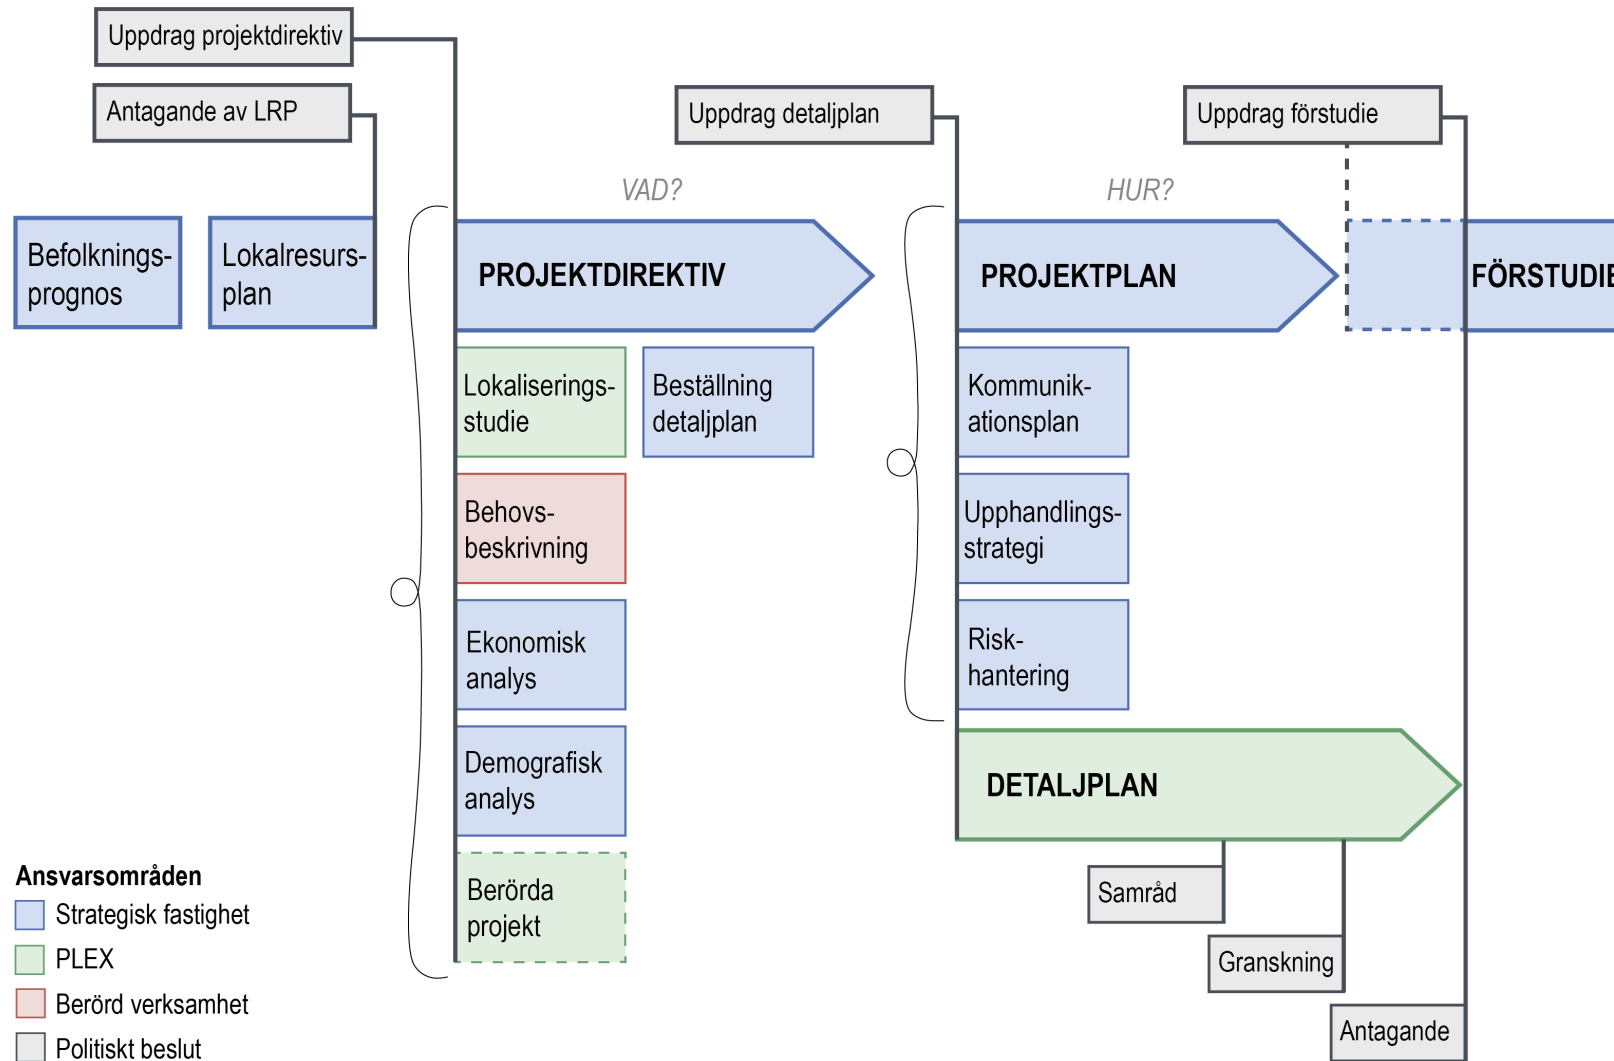 Uppdrag projektdirektiv
Antagande av LRP
Uppdrag detaljplan
Uppdrag förstudie
VAD?
HUR?
Befolknings-
prognos
Lokalresurs-
plan
PROJEKTDIREKTIV
PROJEKTPLAN
FÖRSTUDIE
Lokaliserings-
studie
Beställning
detaljplan
Kommunik-
ationsplan
Behovs-
beskrivning
Upphandlings-
strategi
Ekonomisk
analys
Risk-
hantering
Demografisk
analys
DETALJPLAN
Berörda
projekt
Samråd
Granskning
Antagande
Ansvarsområden
Strategisk fastighet
PLEX
Berörd verksamhet
Politiskt beslut